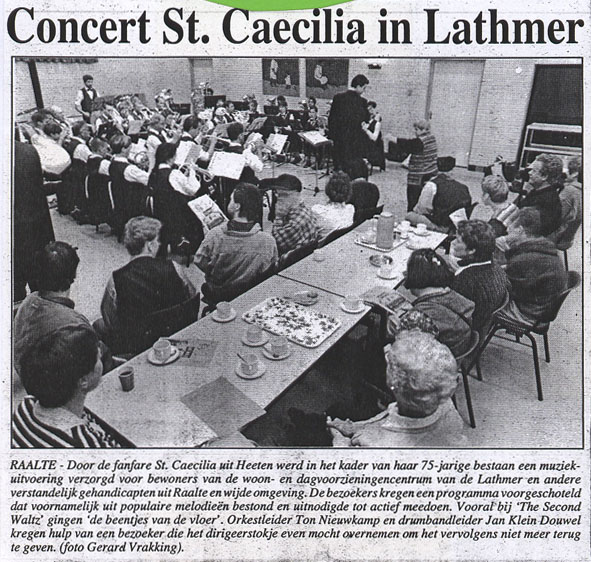 Concert St. Caecilia in Lathmer
RAALTE - Door de fanfare St. Caecilia uit Heeten werd in het kader van haar 75-jarige bestaan een muziek-
uitvoering verzorgd voor bewoners van de woon- en dagvoorzieningencentrum van de Lathmer en andere
verstandelijk gehandicapten uit Raalte en wijde omgeving. De bezoekers kregen een programma voorgeschoteld
dat voornamelijk uit populaire melodieën bestond en uitnodigde tot actief meedoen. Vooral bij 'The Second
Waltz' gingen 'de beentjes van de vloer'. Orkestleider Ton Nieuwkamp en drumbandleider Jan Klein Douwel
kregen hulp van een bezoeker die het dirigeerstokje even mocht overnemen om het vervolgens niet meer terug
te geven. (foto Gerard Vrakking).